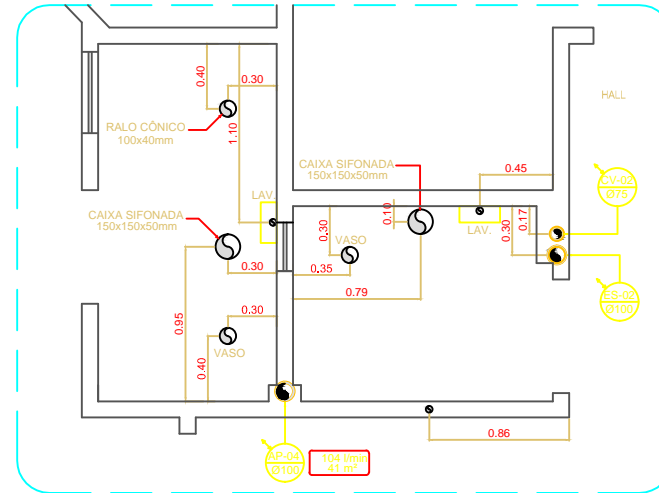 0.40
0.30
RALO CÔNICO
100x40mm
1.10
HALL
CAIXA SIFONADA
150x150x50mm
0.45
CV-02
Ø75
LAV.
CAIXA SIFONADA
150x150x50mm
0.10
0.30
VASO
LAV.
0.30
0.17
0.30
0.35
0.79
ES-02
Ø100
0.95
0.30
VASO
0.40
0.86
AP-04
Ø100
104 l/min
41 m²